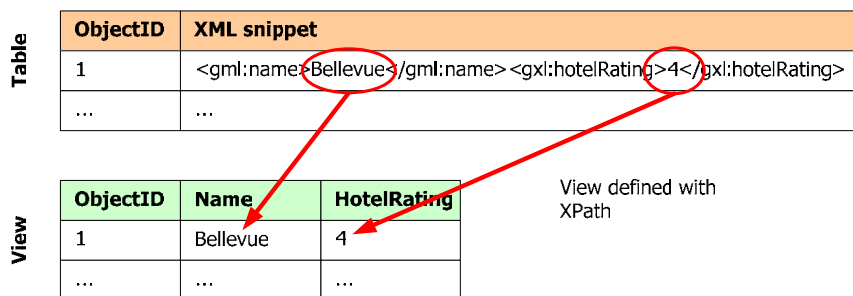 Table
ObjectID XML snippet
1 <gml:name>Bellevue</gml:name><gxl:hotelRating>4</gxl:hotelRating>
... ...
View
ObjectID Name HotelRating
1 Bellevue 4
... ... ...
View defined with
XPath